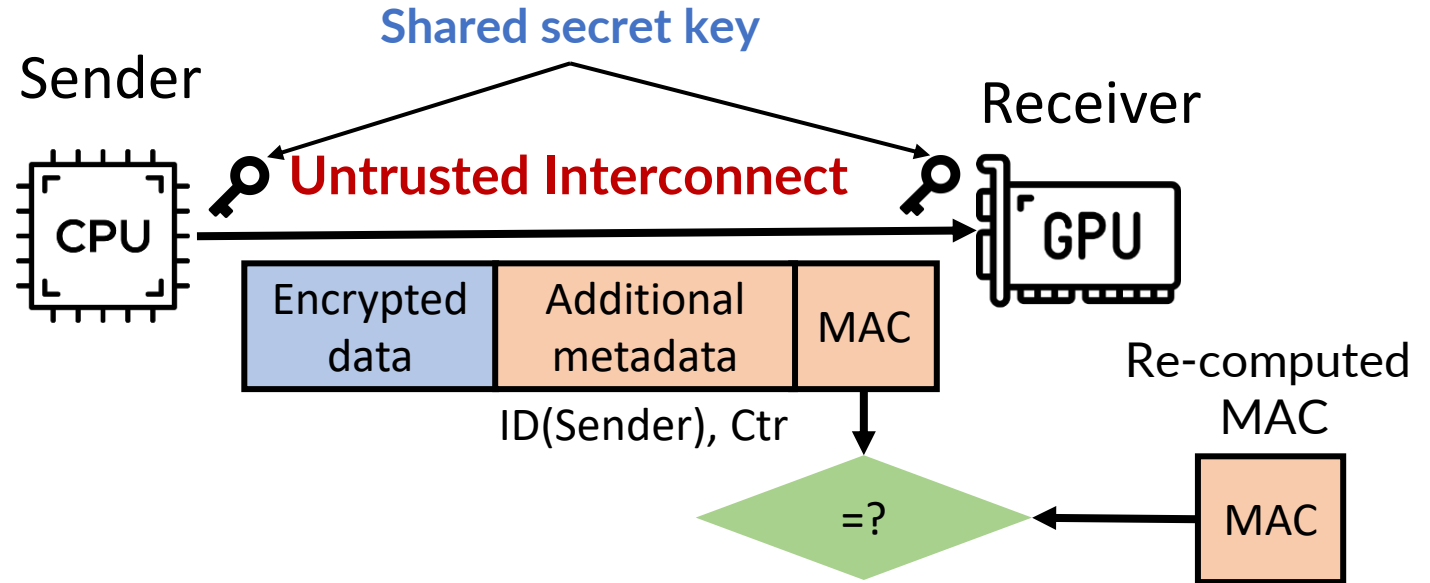 Shared secret key
Sender
Receiver
Untrusted Interconnect
CPU
GPU
Encrypted
data
Additional
metadata
MAC
ID(Sender), Ctr
Re-computed
MAC
=?
MAC